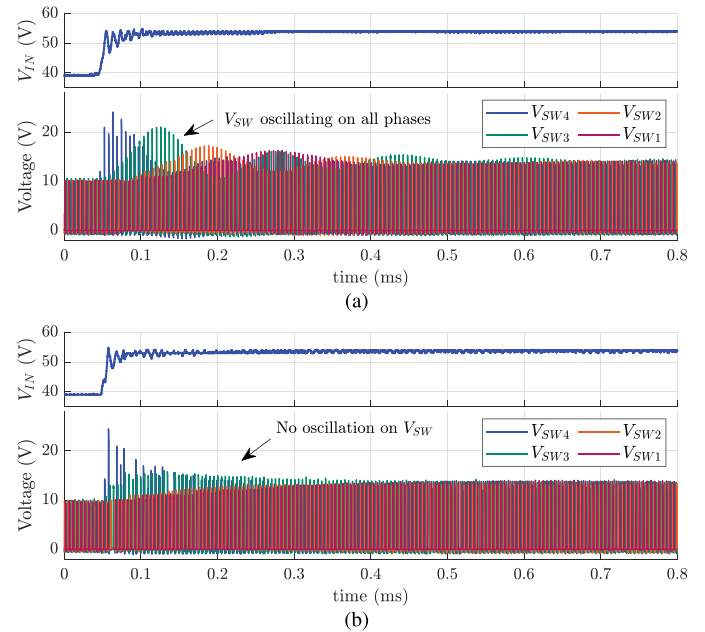 60
50
40
V_IN (V)
V_SW oscillating on all phases
V_SW4 V_SW2
V_SW3 V_SW1
20
10
0
Voltage (V)
0 0.1 0.2 0.3 0.4 0.5 0.6 0.7 0.8
time (ms)
(a)
60
50
40
V_IN (V)
No oscillation on V_SW
V_SW4 V_SW2
V_SW3 V_SW1
20
10
0
Voltage (V)
0 0.1 0.2 0.3 0.4 0.5 0.6 0.7 0.8
time (ms)
(b)